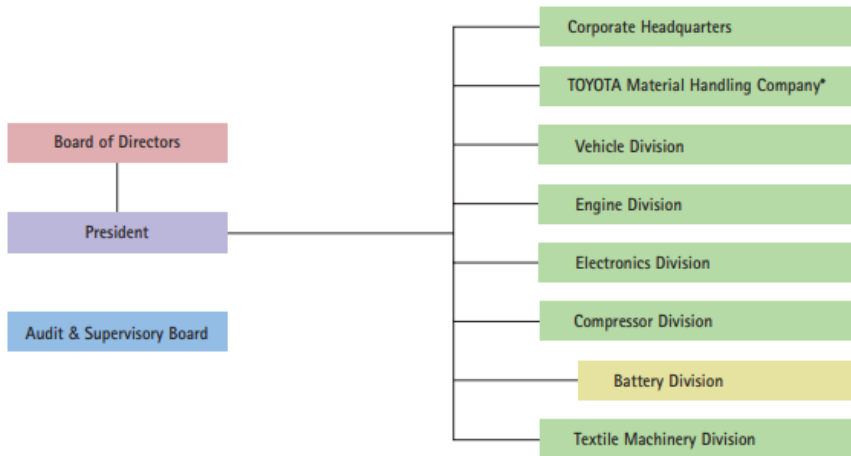 Board of Directors
President
Audit & Supervisory Board
Corporate Headquarters
TOYOTA Material Handling Company*
Vehicle Division
Engine Division
Electronics Division
Compressor Division
Battery Division
Textile Machinery Division